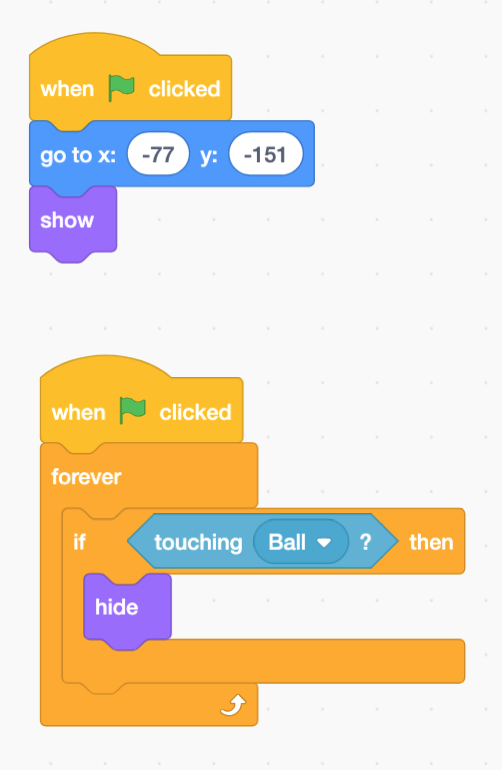 when clicked
go to x: -77 y: -151
show
when clicked
forever
if touching Ball ? then
hide